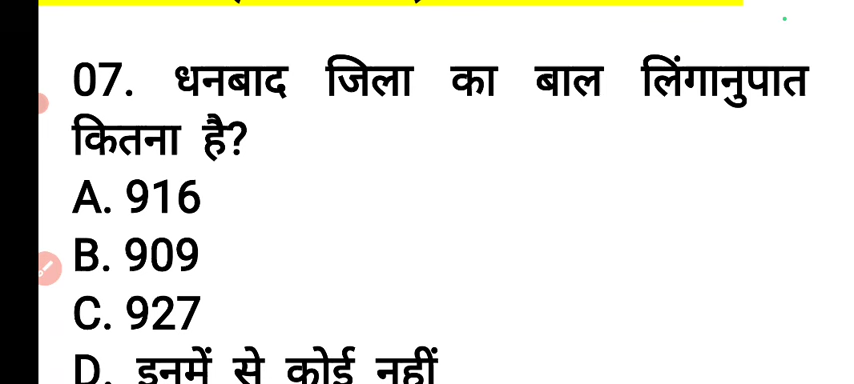 07. धनबाद जिला का बाल लिंगानुपात
कितना है?
A. 916
B. 909
C. 927
D. इनमें से कोई नहीं